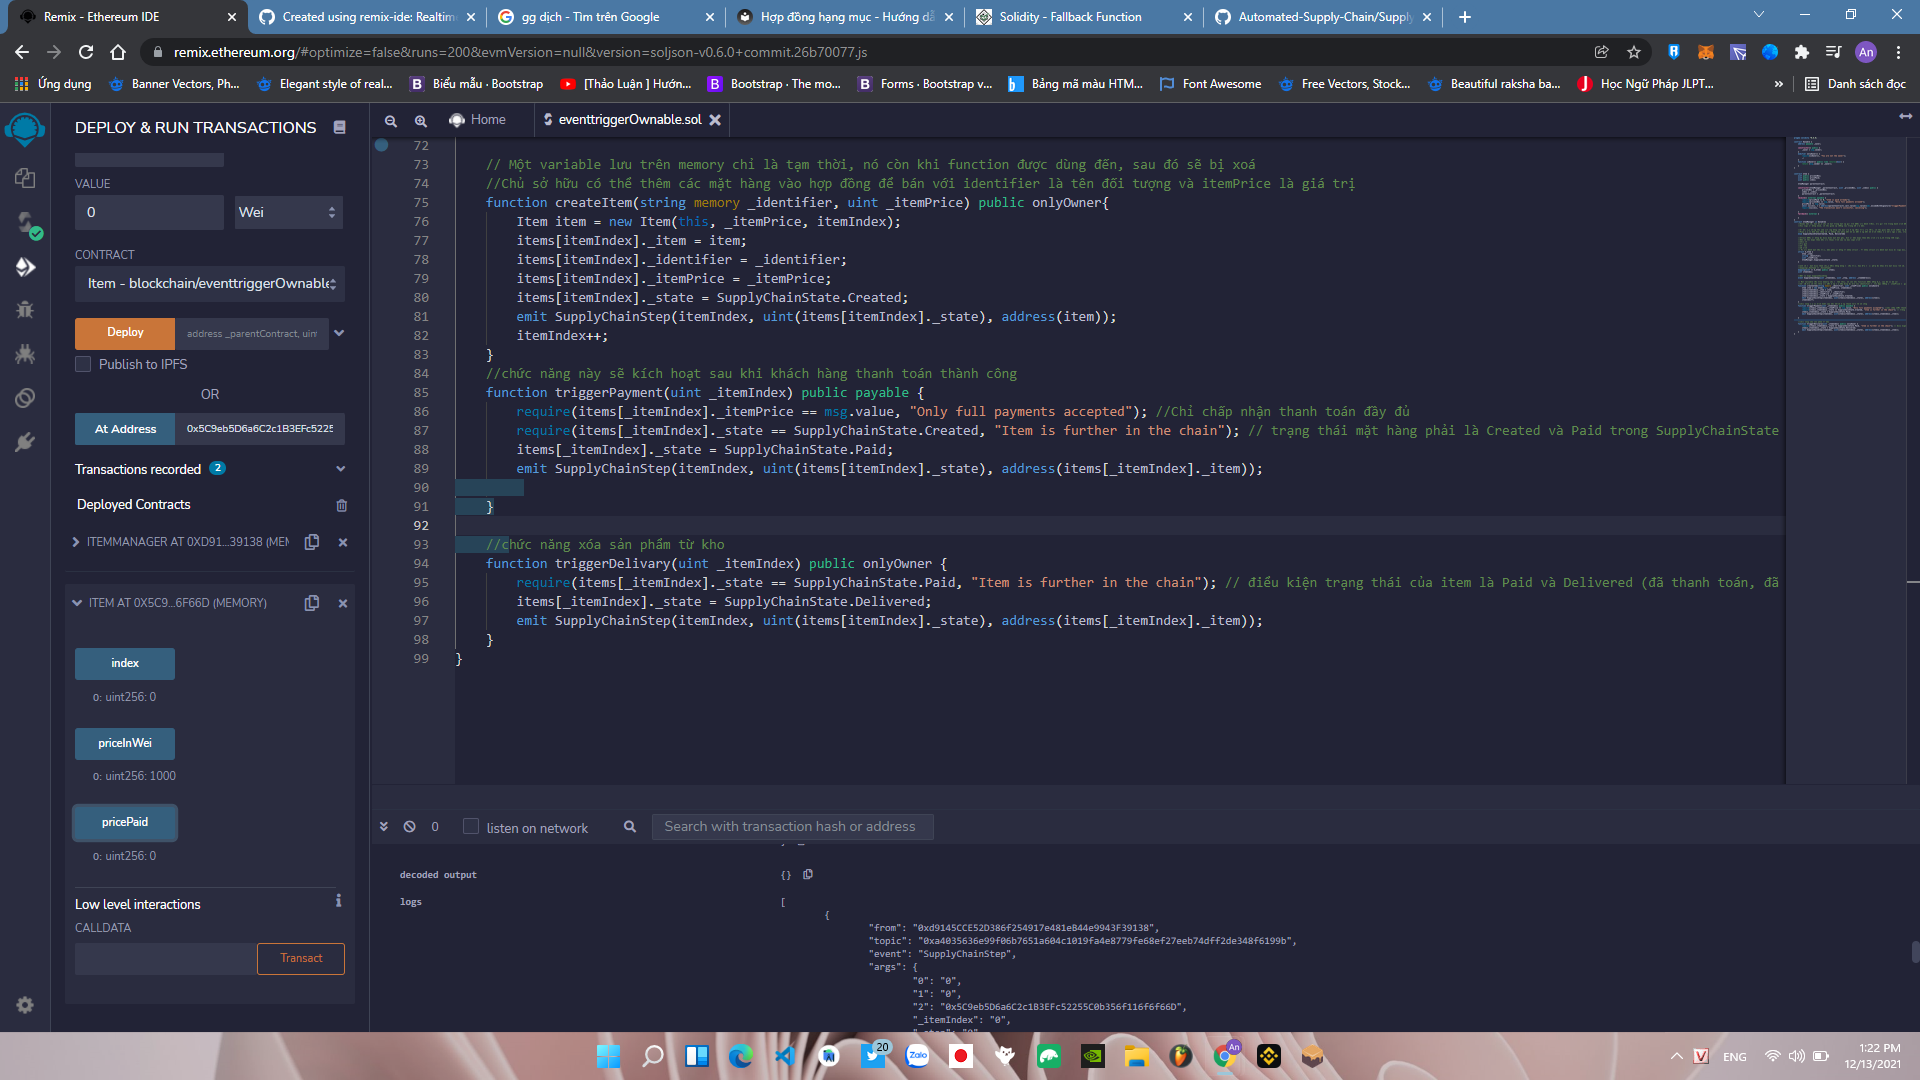 Remix - Ethereum IDE
Created using remix-ide: Realtim
gg dịch - Tìm trên Google
Hợp đồng hạng mục - Hướng dẫ
Solidity - Fallback Function
Automated-Supply-Chain/Supply
remix.ethereum.org/#optimize=false&runs=200&evmVersion=null&version=soljson-v0.6.0+commit.26b70077.js
An
Ứng dụng
Banner Vectors, Ph...
Elegant style of real...
Biểu mẫu · Bootstrap
[Thảo Luận ] Hướn...
Bootstrap · The mo...
Forms · Bootstrap v...
Bảng mã màu HTM...
Font Awesome
Free Vectors, Stock...
Beautiful raksha ba...
Học Ngữ Pháp JLPT...
»
Danh sách đọc
DEPLOY & RUN TRANSACTIONS
VALUE
0
Wei
CONTRACT
Item - blockchain/eventtriggerOwnable
Deploy
address _parentContract, uin
Publish to IPFS
OR
At Address
0x5C9eb5D6a6C2c1B3EFc5225
Transactions recorded 2
Deployed Contracts
ITEMMANAGER AT 0XD91...39138 (MEM
ITEM AT 0X5C9...6F66D (MEMORY)
index
0: uint256: 0
priceInWei
0: uint256: 1000
pricePaid
0: uint256: 0
Low level interactions
CALLDATA
Transact
Home
eventtriggerOwnable.sol
72
73 // Một variable lưu trên memory chỉ là tạm thời, nó còn khi function được dùng đến, sau đó sẽ bị xoá
74 //Chủ sở hữu có thể thêm các mặt hàng vào hợp đồng để bán với identifier là tên đối tượng và itemPrice là giá trị
75 function createItem(string memory _identifier, uint _itemPrice) public onlyOwner{
76 Item item = new Item(this, _itemPrice, itemIndex);
77 items[itemIndex]._item = item;
78 items[itemIndex]._identifier = _identifier;
79 items[itemIndex]._itemPrice = _itemPrice;
80 items[itemIndex]._state = SupplyChainState.Created;
81 emit SupplyChainStep(itemIndex, uint(items[itemIndex]._state), address(item));
82 itemIndex++;
83 }
84 //chức năng này sẽ kích hoạt sau khi khách hàng thanh toán thành công
85 function triggerPayment(uint _itemIndex) public payable {
86 require(items[_itemIndex]._itemPrice == msg.value, "Only full payments accepted"); //Chỉ chấp nhận thanh toán đầy đủ
87 require(items[_itemIndex]._state == SupplyChainState.Created, "Item is further in the chain"); // trạng thái mặt hàng phải là Created và Paid trong SupplyChainState
88 items[_itemIndex]._state = SupplyChainState.Paid;
89 emit SupplyChainStep(itemIndex, uint(items[itemIndex]._state), address(items[_itemIndex]._item));
90
91 }
92
93 //chức năng xóa sản phẩm từ kho
94 function triggerDelivary(uint _itemIndex) public onlyOwner {
95 require(items[_itemIndex]._state == SupplyChainState.Paid, "Item is further in the chain"); // điều kiện trạng thái của item là Paid và Delivered (đã thanh toán, đã
96 items[_itemIndex]._state = SupplyChainState.Delivered;
97 emit SupplyChainStep(itemIndex, uint(items[itemIndex]._state), address(items[_itemIndex]._item));
98 }
99 }
0
listen on network
Search with transaction hash or address
decoded output
{}
logs
[
{
"from": "0xd9145CCE52D386f254917e481eB44e9943F39138",
"topic": "0xa4035636e99f06b7651a604c1019fa4e8779fe68ef27eeb74dff2de348f6199b",
"event": "SupplyChainStep",
"args": {
"0": "0",
"1": "0",
"2": "0x5C9eb5D6a6C2c1B3EFc52255C0b356f116f6f66D",
"_itemIndex": "0",
20
Zalo
An
ENG
1:22 PM
12/13/2021